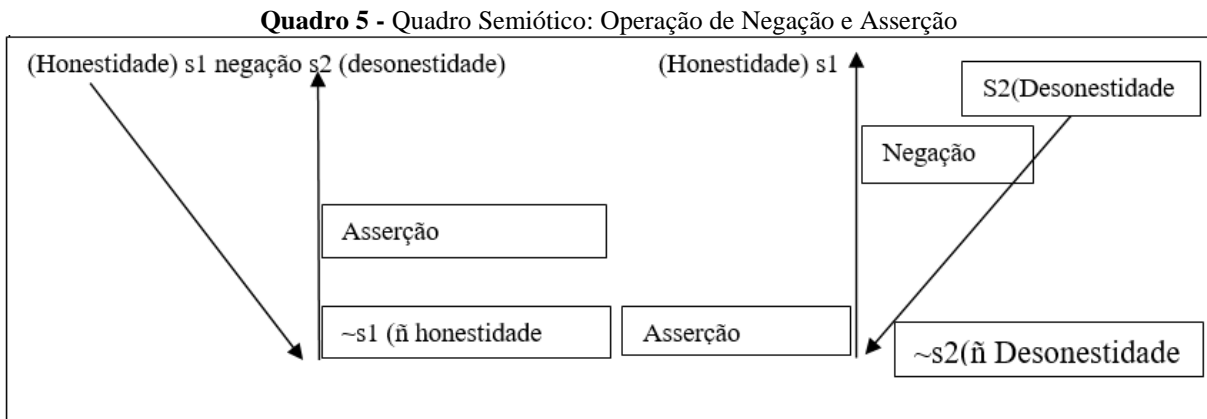 Quadro 5 - Quadro Semiótico: Operação de Negação e Asserção
(Honestidade) s1 negação s2 (desonestidade)
(Honestidade) s1
S2(Desonestidade
Negação
Asserção
~s1 (ñ honestidade
Asserção
~s2(ñ Desonestidade